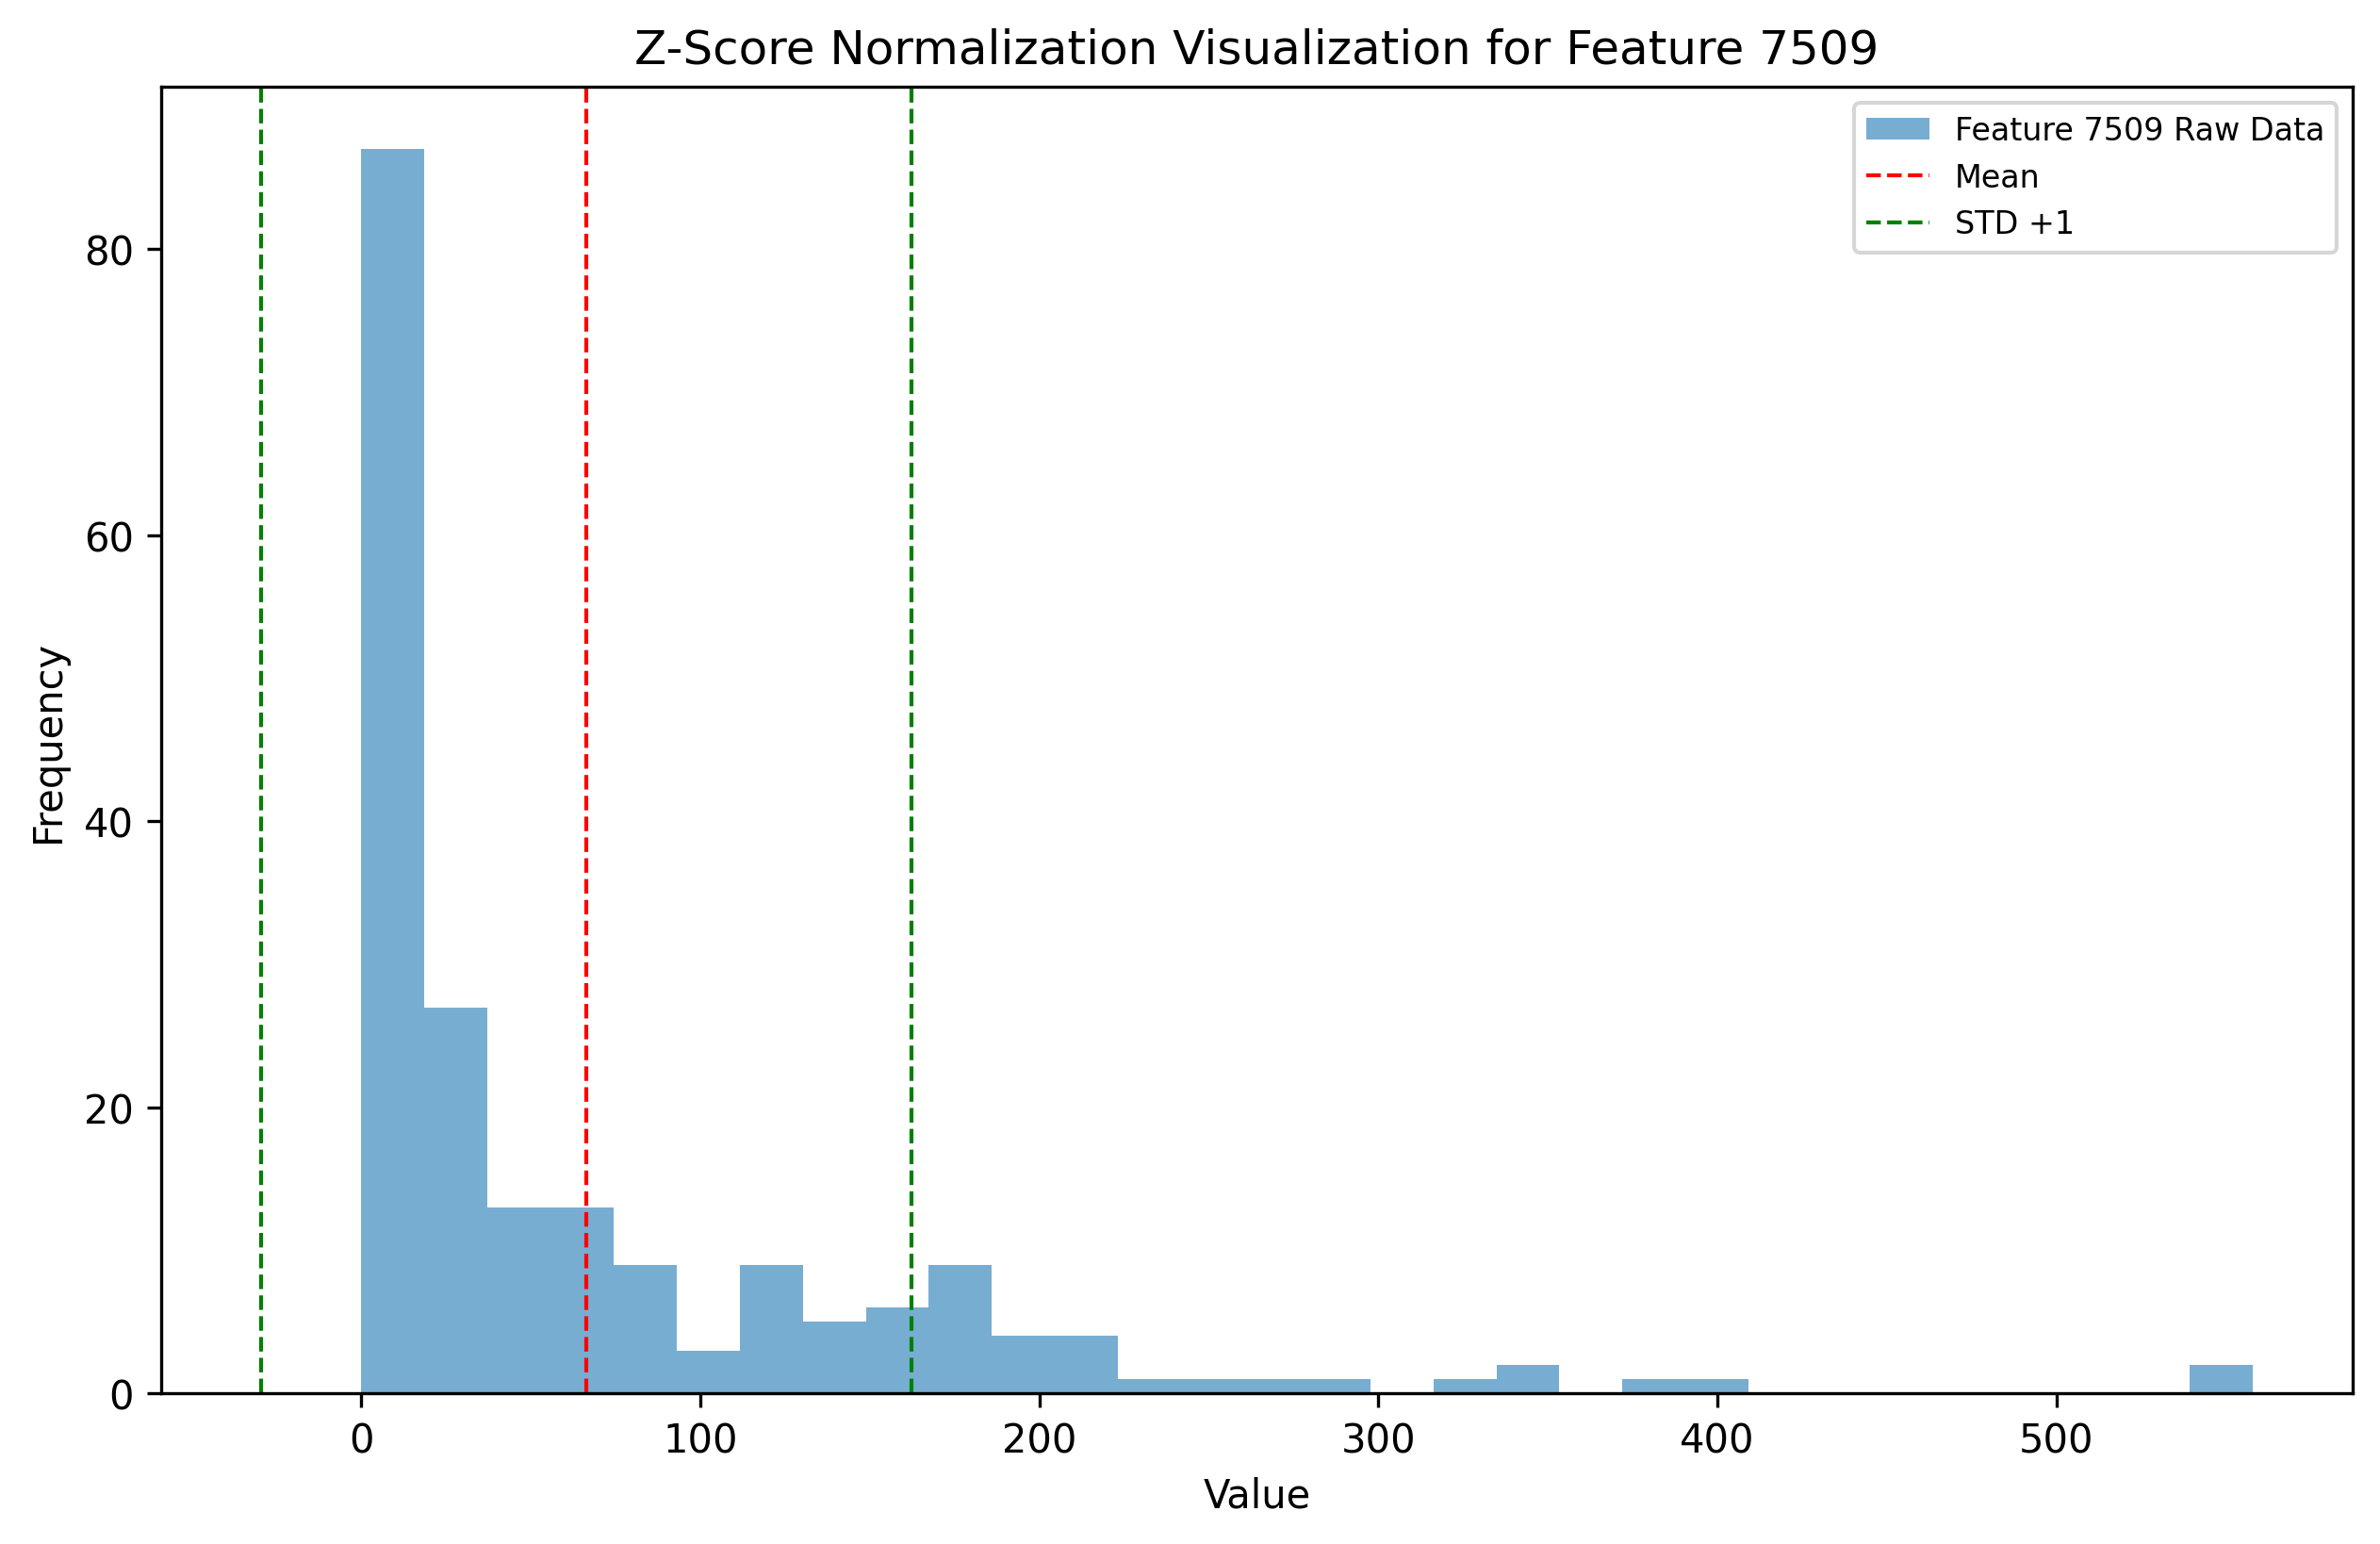 Z-Score Normalization Visualization for Feature 7509
Feature 7509 Raw Data
Mean
STD +1
80
60
40
20
0
Frequency
0 100 200 300 400 500
Value